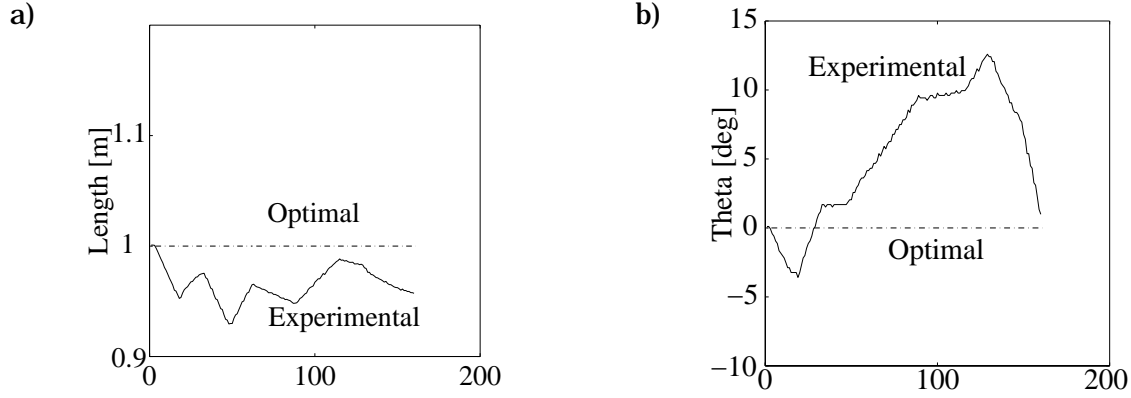 a)
Length [m]
1.1
1
0.9
Optimal
Experimental
0
100
200
b)
Theta [deg]
15
10
5
0
−5
−10
Experimental
Optimal
0
100
200